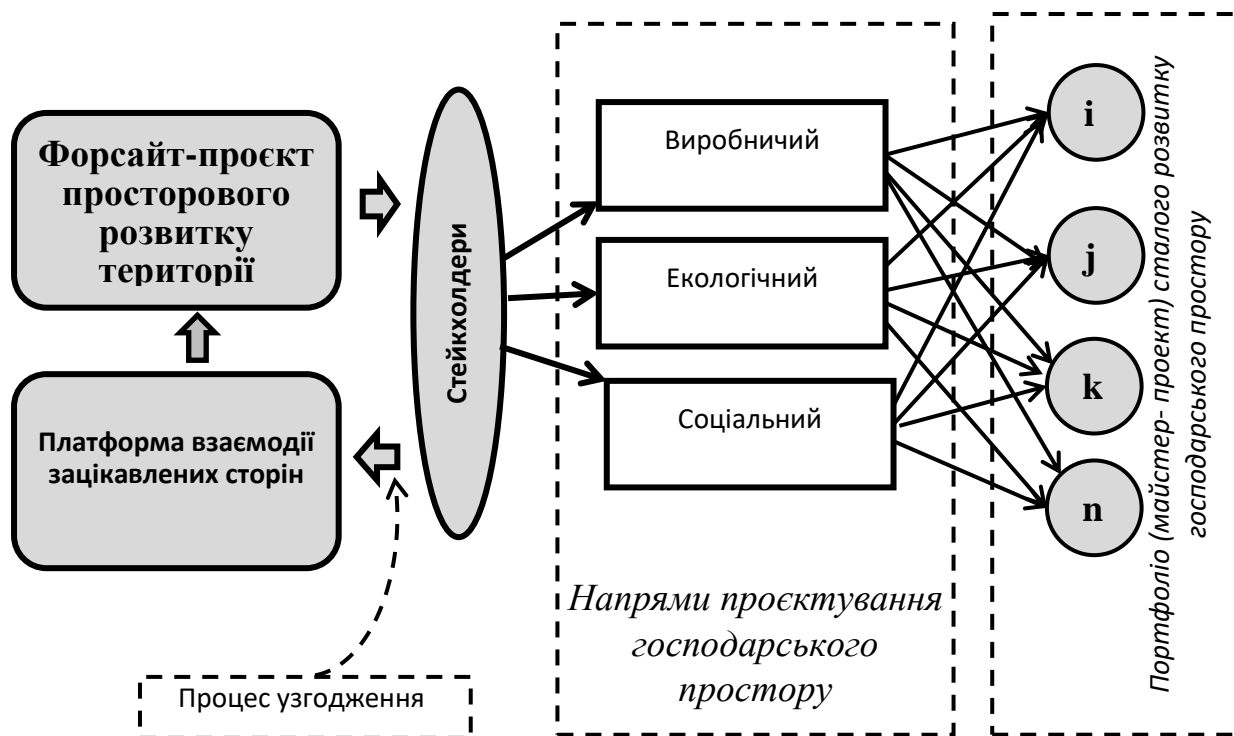 Форсайт-проєкт
просторового
розвитку
території
Платформа взаємодії
зацікавлених сторін
Процес узгодження
Стейкхолдери
Виробничий
Екологічний
Соціальний
Напрями проєктування
господарського
простору
i
j
k
n
Портфоліо (майстер- проект) сталого розвитку
господарського простору